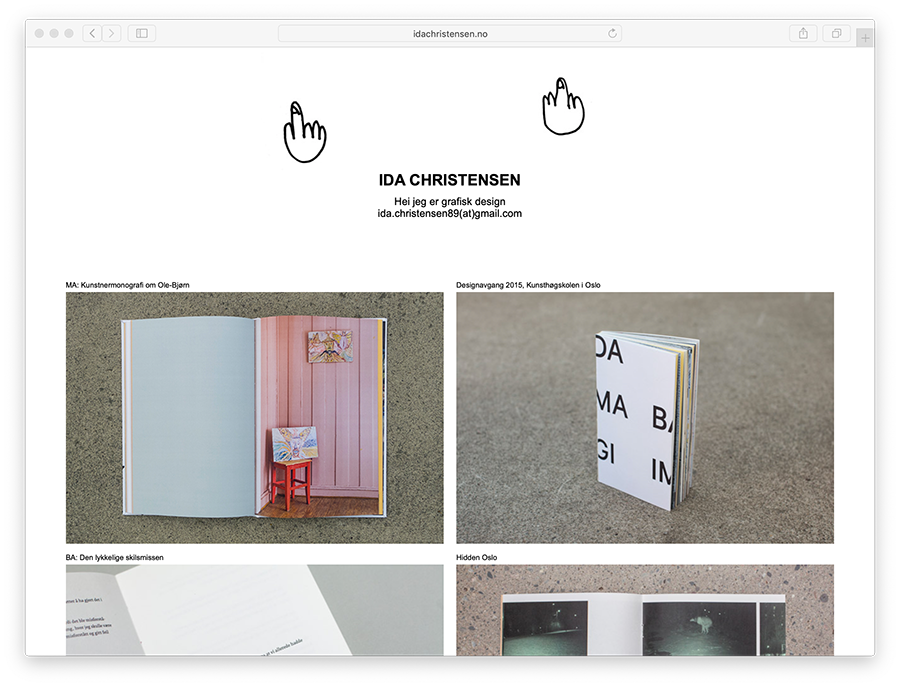 idachristensen.no
IDA CHRISTENSEN
Hei jeg er grafisk design
ida.christensen89(at)gmail.com
MA: Kunstnermonografi om Ole-Bjørn
Designavgang 2015, Kunsthøgskolen i Oslo
DA
MA BA
GI IM
BA: Den lykkelige skilsmissen
Hidden Oslo